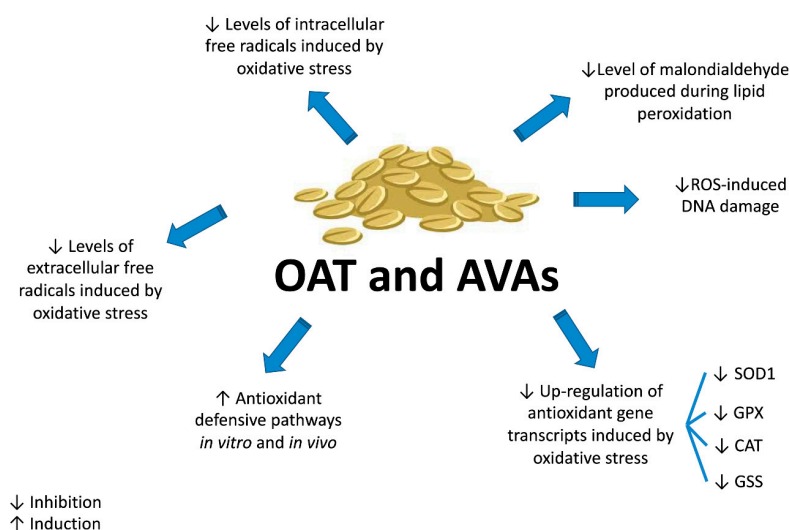 ↓ Levels of intracellular
free radicals induced by
oxidative stress
↓Level of malondialdehyde
produced during lipid
peroxidation
↓ROS-induced
DNA damage
↓ Levels of
extracellular free
radicals induced by
oxidative stress
OAT and AVAs
↑ Antioxidant
defensive pathways
in vitro and in vivo
↓ Up-regulation of
antioxidant gene
transcripts induced by
oxidative stress
↓ SOD1
↓ GPX
↓ CAT
↓ GSS
↓ Inhibition
↑ Induction